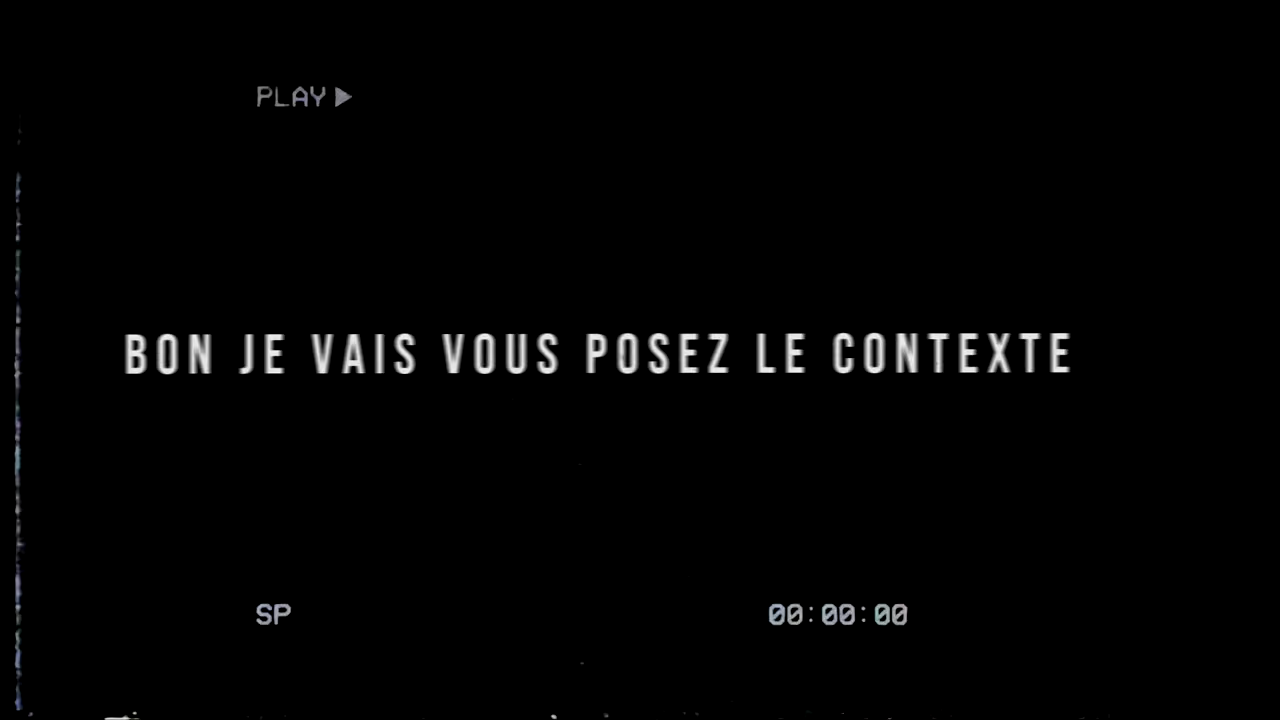 PLAY ▶
BON JE VAIS VOUS POSEZ LE CONTEXTE
SP
00:00:00